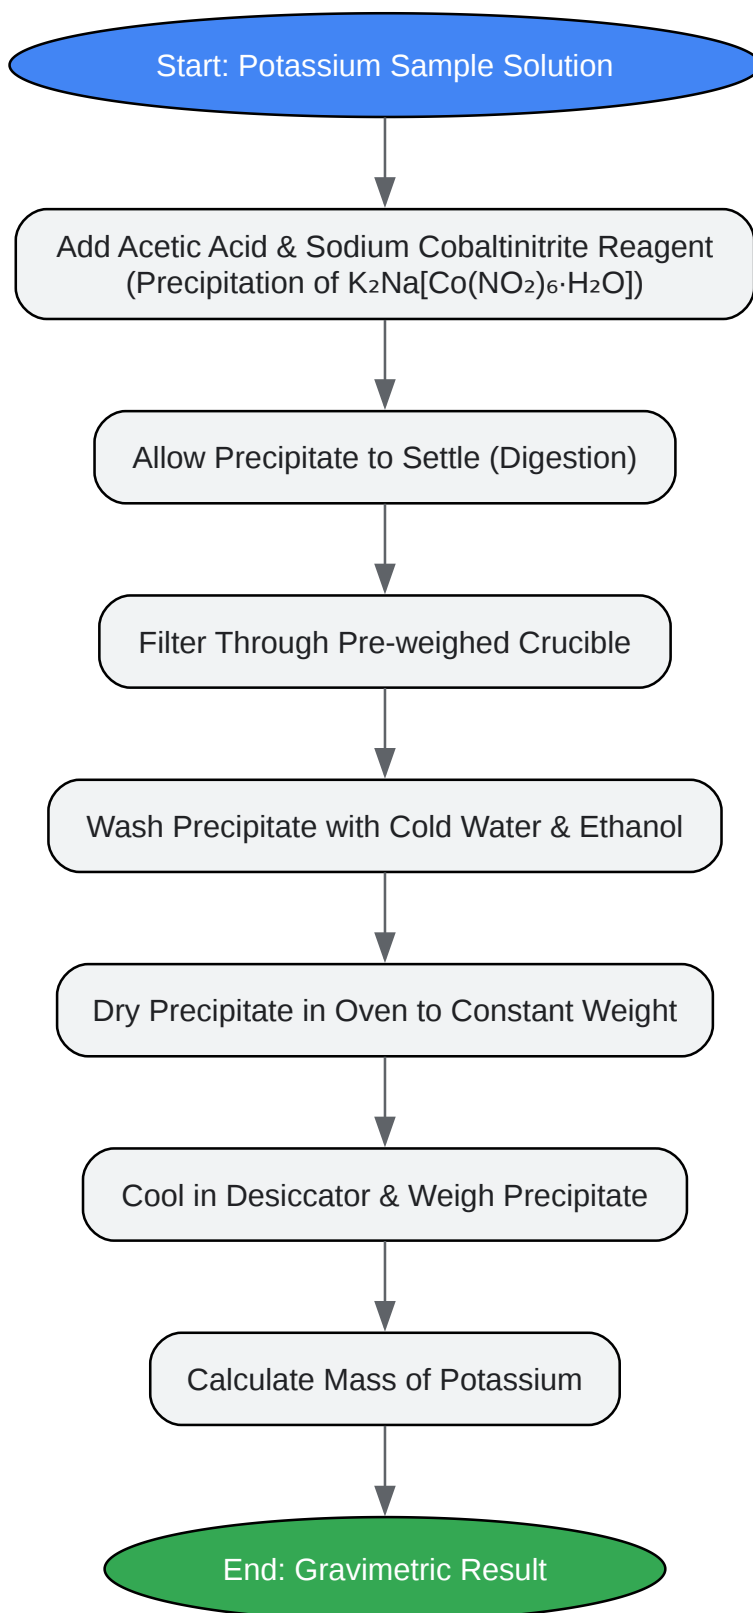 Start: Potassium Sample Solution
Add Acetic Acid & Sodium Cobaltinitrite Reagent
(Precipitation of K₂Na[Co(NO₂)₆·H₂O])
Allow Precipitate to Settle (Digestion)
Filter Through Pre-weighed Crucible
Wash Precipitate with Cold Water & Ethanol
Dry Precipitate in Oven to Constant Weight
Cool in Desiccator & Weigh Precipitate
Calculate Mass of Potassium
End: Gravimetric Result